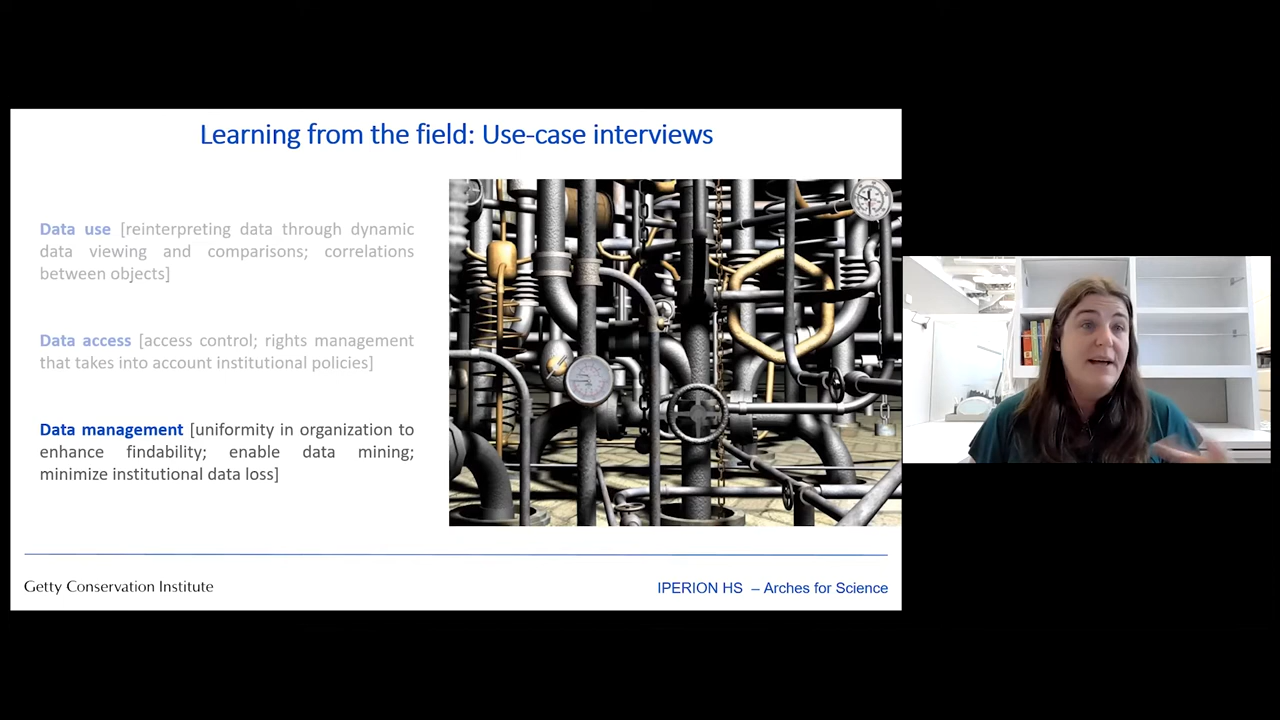 Learning from the field: Use-case interviews
Data use [reinterpreting data through dynamic
data viewing and comparisons; correlations
between objects]
Data access [access control; rights management
that takes into account institutional policies]
Data management [uniformity in organization to
enhance findability; enable data mining;
minimize institutional data loss]
Getty Conservation Institute
IPERION HS – Arches for Science